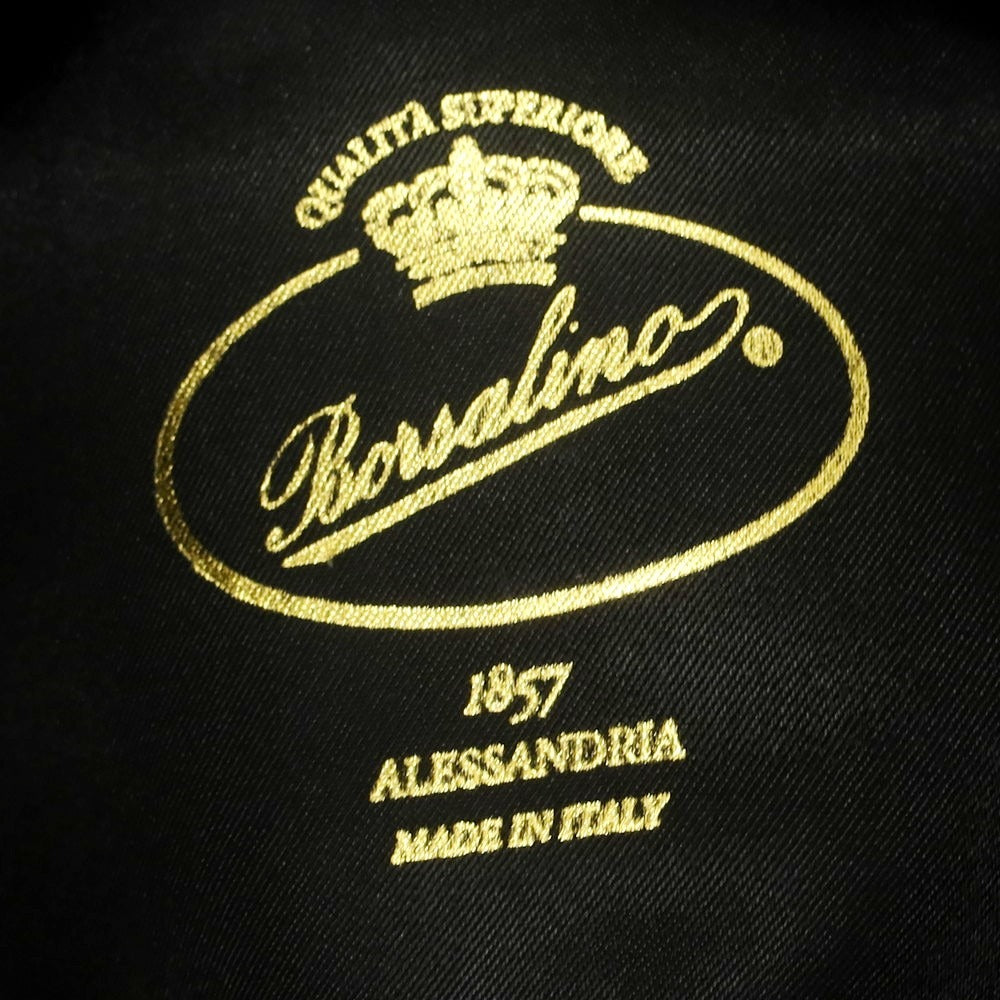 QUALITÀ SUPERIORE
Borsalino
1857
ALESSANDRIA
MADE IN ITALY